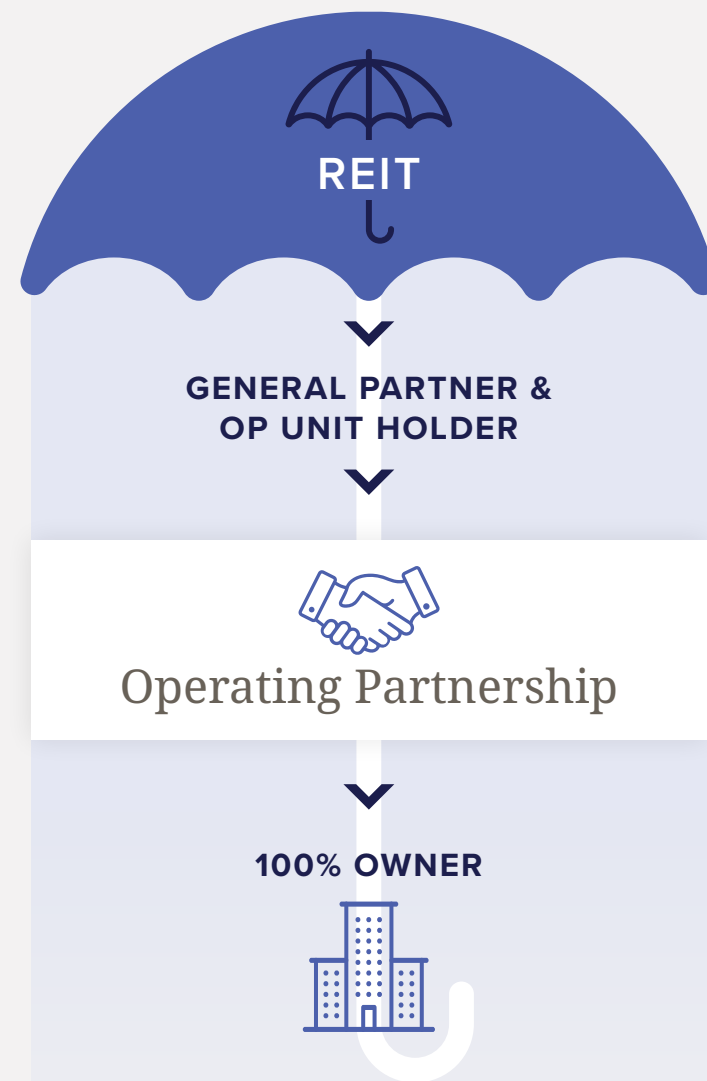 REIT
GENERAL PARTNER &
OP UNIT HOLDER
Operating Partnership
100% OWNER